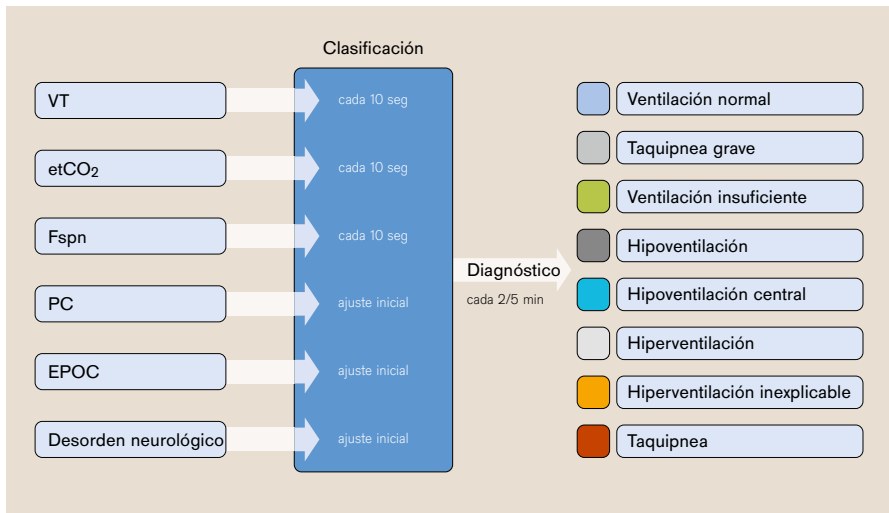 Clasificación
VT
cada 10 seg
etCO2
cada 10 seg
Fspn
cada 10 seg
PC
ajuste inicial
EPOC
ajuste inicial
Desorden neurológico
ajuste inicial
Diagnóstico
cada 2/5 min
Ventilación normal
Taquipnea grave
Ventilación insuficiente
Hipoventilación
Hipoventilación central
Hiperventilación
Hiperventilación inexplicable
Taquipnea